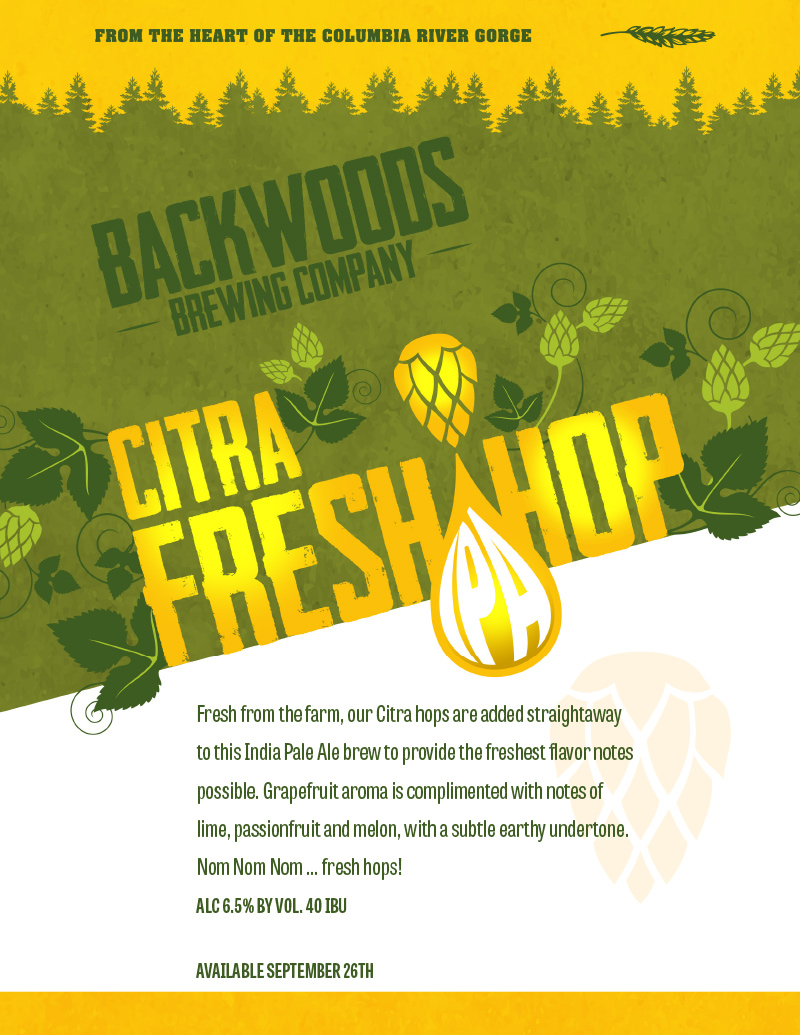 FROM THE HEART OF THE COLUMBIA RIVER GORGE
BACKWOODS
BREWING COMPANY
CITRA
FRESH HOP
IPA
Fresh from the farm, our Citra hops are added straightaway
to this India Pale Ale brew to provide the freshest flavor notes
possible. Grapefruit aroma is complimented with notes of
lime, passionfruit and melon, with a subtle earthy undertone.
Nom Nom Nom ... fresh hops!
ALC 6.5% BY VOL. 40 IBU
AVAILABLE SEPTEMBER 26TH